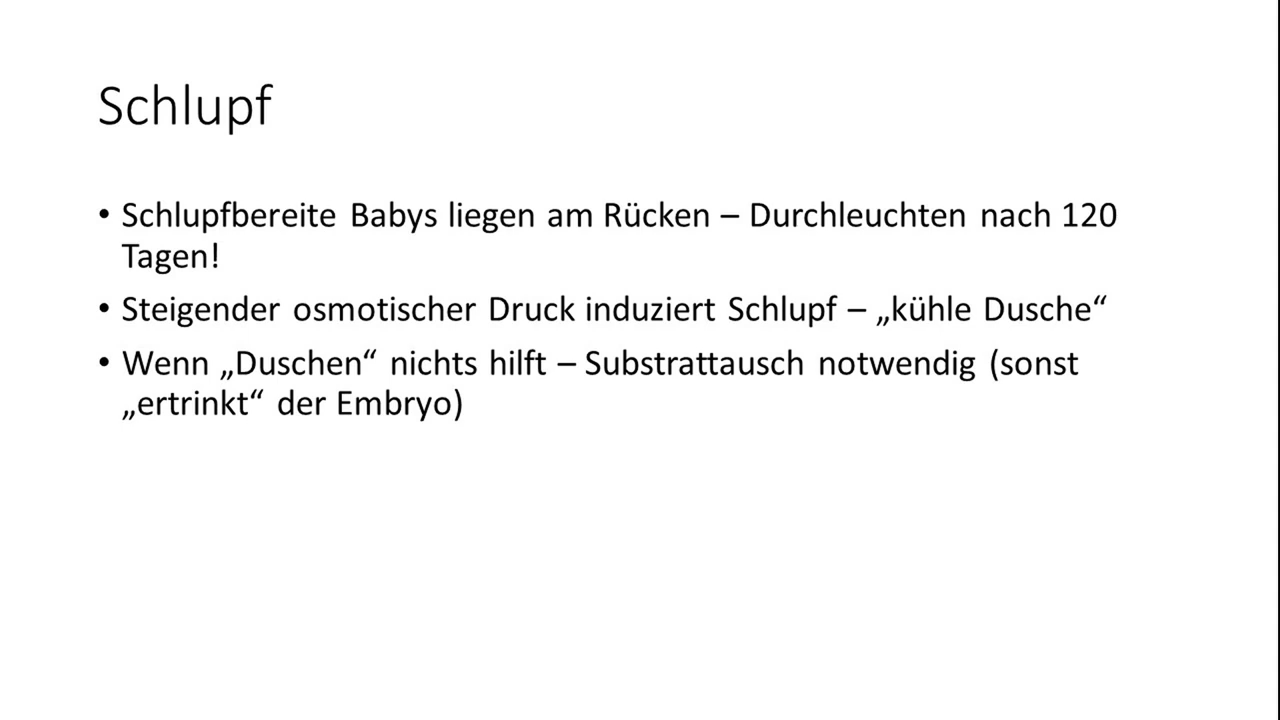 Schlupf
• Schlupfbereite Babys liegen am Rücken – Durchleuchten nach 120
Tagen!
• Steigender osmotischer Druck induziert Schlupf – „kühle Dusche“
• Wenn „Duschen“ nichts hilft – Substrattausch notwendig (sonst
„ertrinkt“ der Embryo)